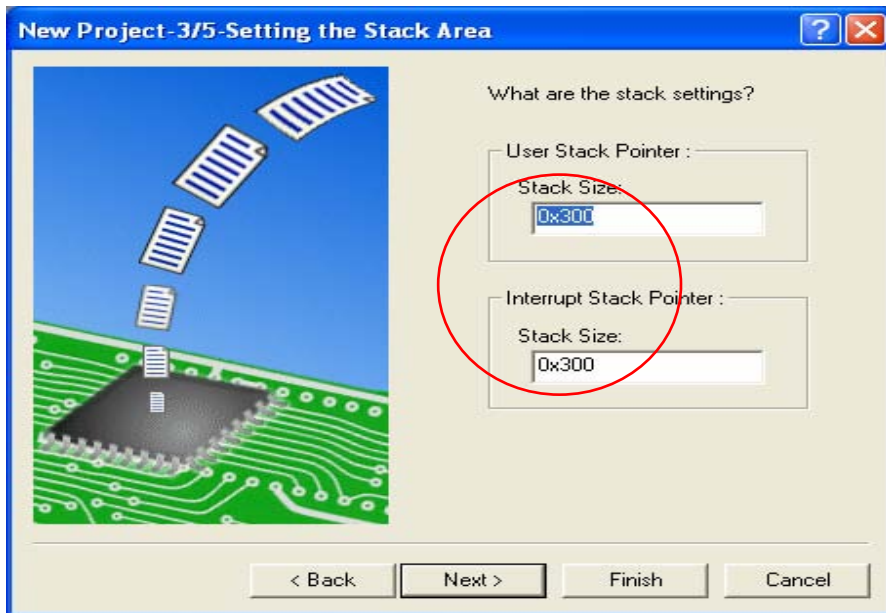 New Project-3/5-Setting the Stack Area
What are the stack settings?
User Stack Pointer :
Stack Size:
0x300
Interrupt Stack Pointer :
Stack Size:
0x300
< Back
Next >
Finish
Cancel